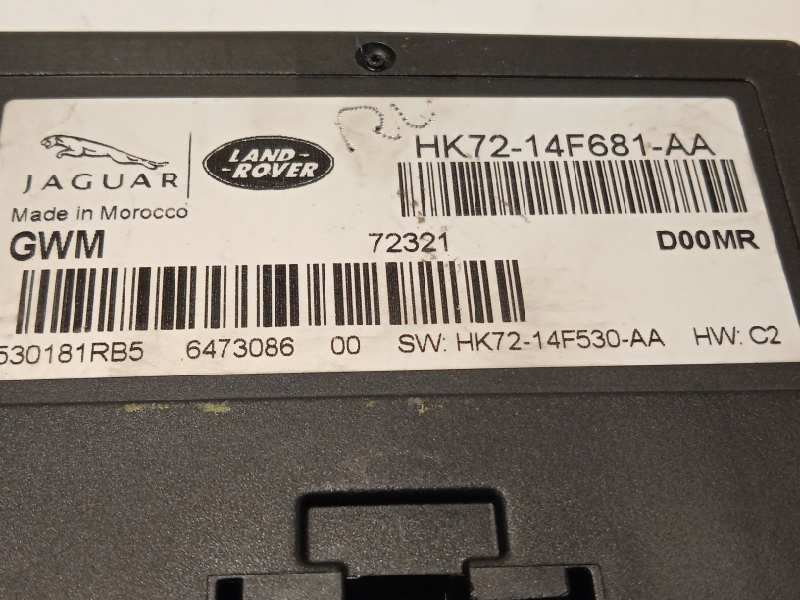 HK72-14F681-AA
JAGUAR
LAND-
-ROVER
Made in Morocco
GWM 72321 D00MR
530181RB5 6473086 00 SW: HK72-14F530-AA HW: C2